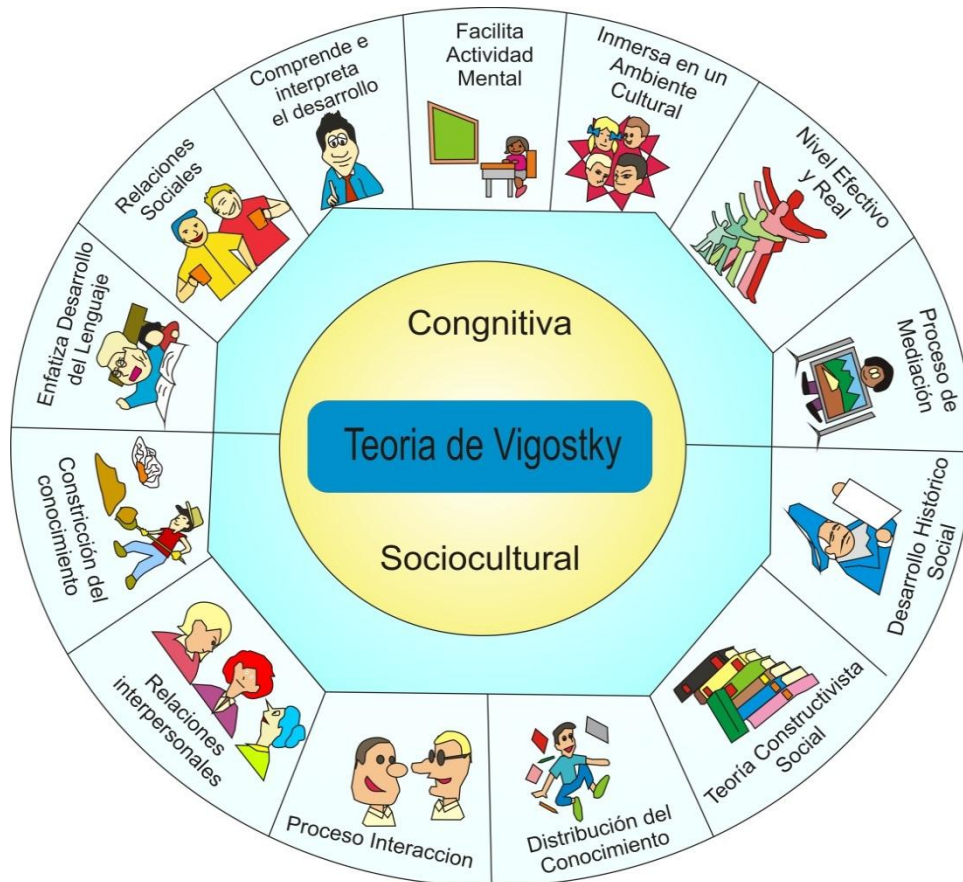 Congnitiva
Teoria de Vigostky
Sociocultural
Enfatiza Desarrollo
del Lenguaje
Relaciones
Sociales
Comprende e
interpreta
el desarrollo
Facilita
Actividad
Mental
Inmersa en un
Ambiente
Cultural
Nivel Efectivo
y Real
Proceso de
Mediación
Desarrollo Histórico
Social
Teoría Constructivista
Social
Distribución del
Conocimiento
Proceso Interaccion
Relaciones
interpersonales
Constricción del
conocimiento